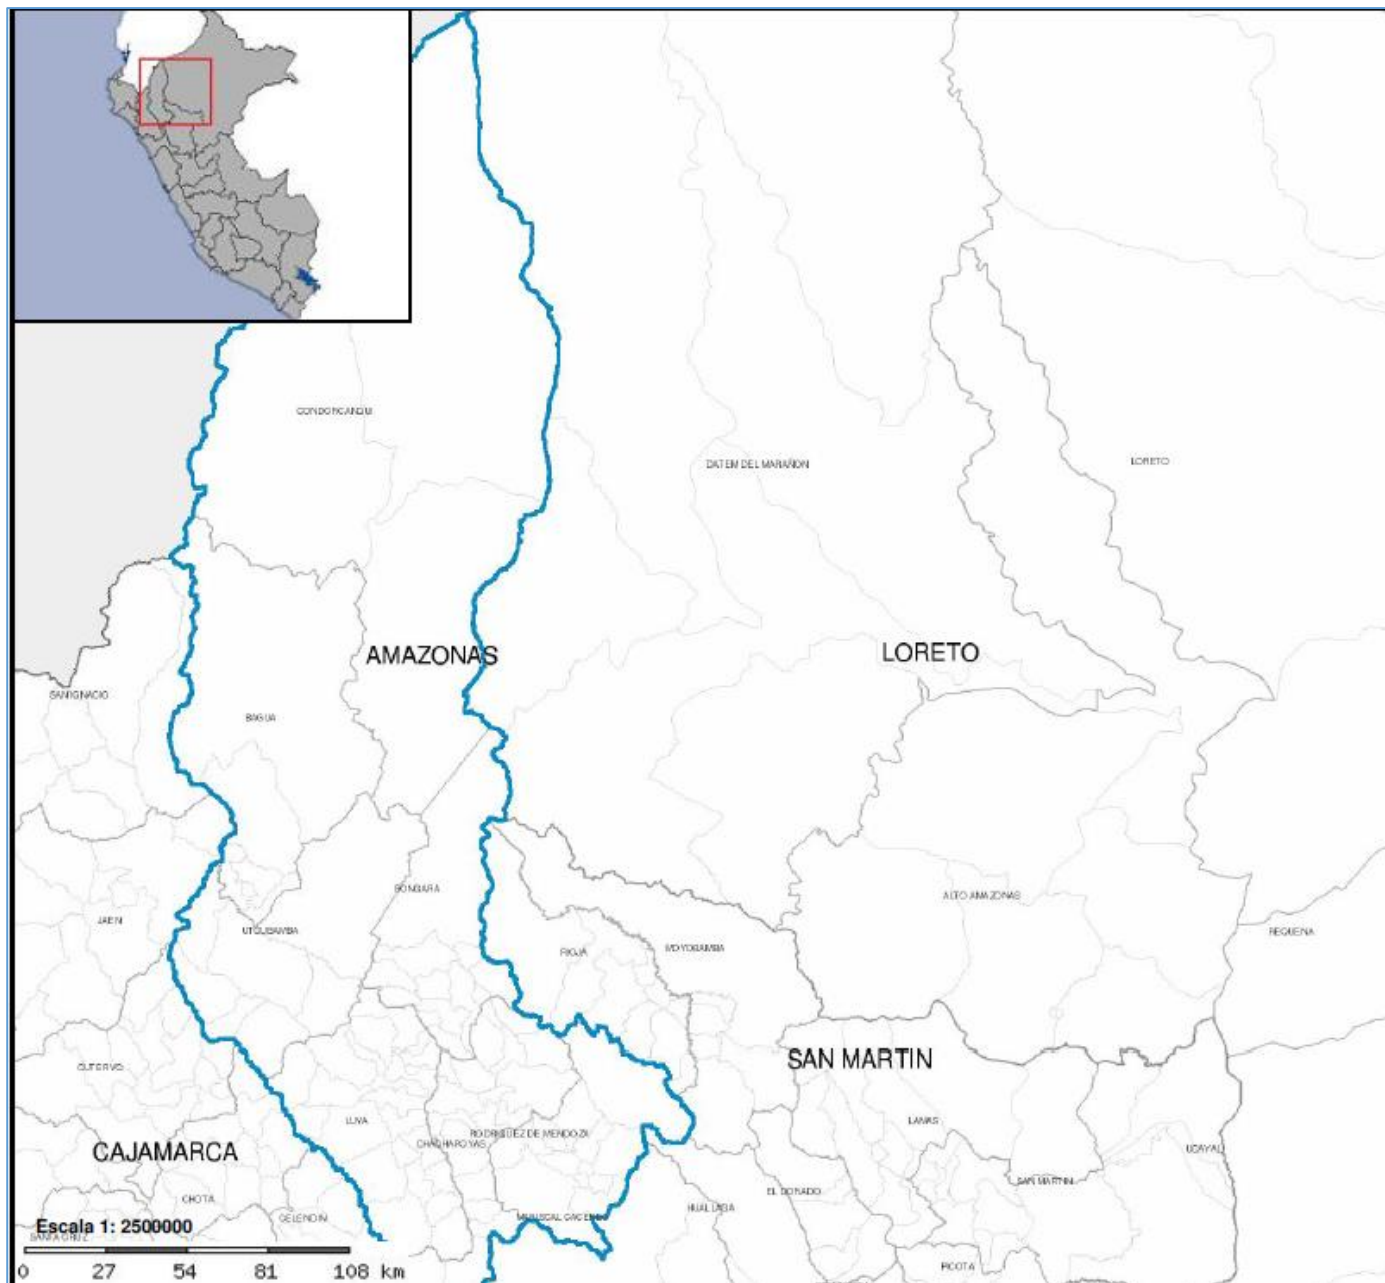 CONDORCANQUI
DATEM DEL MARAÑON
LORETO
AMAZONAS
LORETO
SAN IGNACIO
BAGUA
BONGARA
ALTO AMAZONAS
JAEN
UTCUBAMBA
RIOJA
MOYOBAMBA
REQUENA
SAN MARTIN
CUTERVO
LUYA
CHACHAPOYAS
RODRIGUEZ DE MENDOZA
LAMAS
CAJAMARCA
UCAYALI
CHOTA
CELENDIN
MARISCAL CACERES
HUALLAGA
EL DORADO
SAN MARTIN
Escala 1: 2500000
SANTA CRUZ
PICOTA
0 27 54 81 108 km